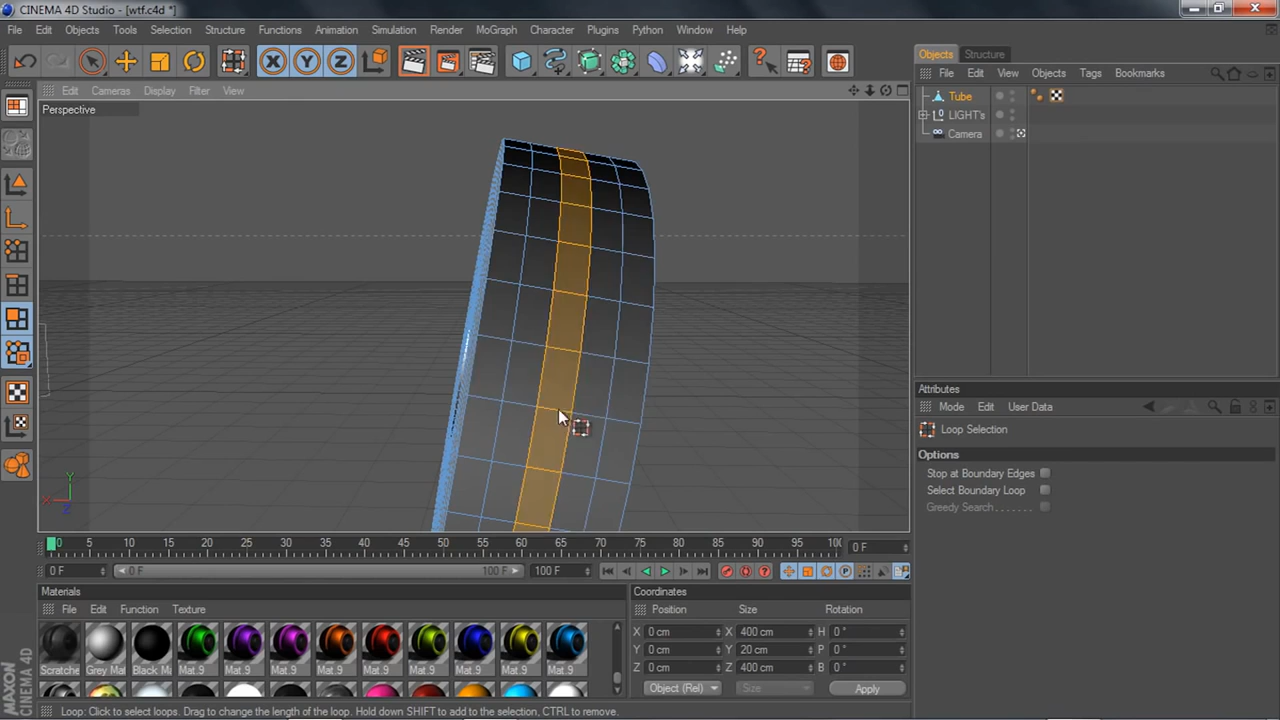 CINEMA 4D Studio - [wtf.c4d *]
File Edit Objects Tools Selection Structure Functions Animation Simulation Render MoGraph Character Plugins Window Help
X Y Z
Objects Structure
File Edit View Objects Tags Bookmarks
Edit Cameras Display Filter View
Perspective
Tube
LIGHT's
Camera
Attributes
Mode Edit User Data
Loop Selection
Options
Stop at Boundary Edges
Select Boundary Loop
Greedy Search . . . . . . .
Y
X
Z
0 5 10 15 20 25 30 35 40 45 50 55 60 65 70 75 80 85 90 95 10( 0 F
0 F 0 F 100 F 100 F
Materials
File Edit Function Texture
Scratche Grey Mat Black M Mat.9 Mat.9 Mat.9 Mat.9 Mat.9 Mat.9 Mat.9 Mat.9 Mat.9
Coordinates
Position Size Rotation
X 0 cm X 400 cm H 0 °
Y 0 cm Y 20 cm P 0 °
Z 0 cm Z 400 cm B 0 °
Object (Rel) Size Apply
MAXON CINEMA 4D
Loop: Click to select loops. Drag to change the length of the loop. Hold down SHIFT to add to the selection, CTRL to remove.